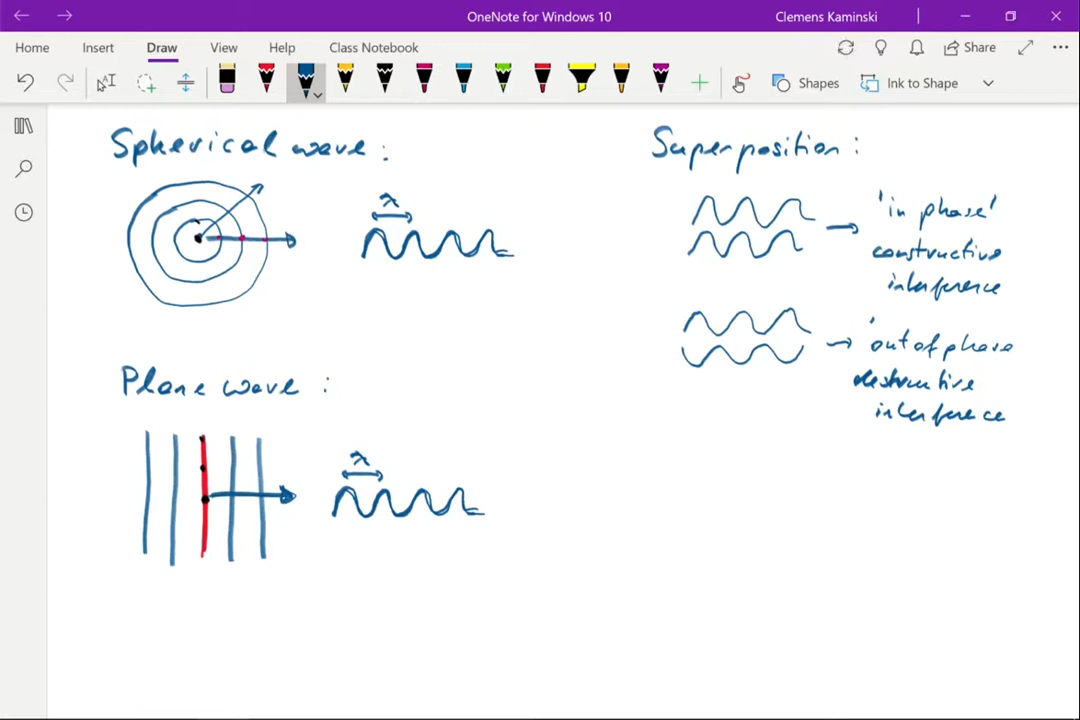 OneNote for Windows 10
Clemens Kaminski
Home Insert Draw View Help Class Notebook
Share
Shapes
Ink to Shape
Spherical wave :
λ
Plane wave :
λ
Superposition :
'in phase'
constructive
interference
'out of phase
destructive
interference